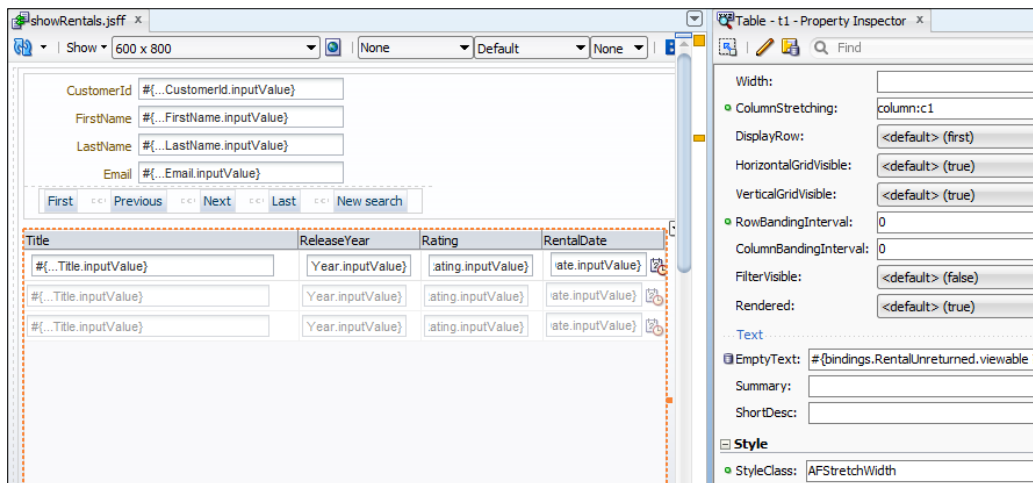 showRentals.jsff x
Show 600 x 800 None Default None
CustomerId #{...CustomerId.inputValue}
FirstName #{...FirstName.inputValue}
LastName #{...LastName.inputValue}
Email #{...Email.inputValue}
First Previous Next Last New search
Title ReleaseYear Rating RentalDate
#{...Title.inputValue} Year.inputValue} :ating.inputValue} ate.inputValue}
#{...Title.inputValue} Year.inputValue} :ating.inputValue} ate.inputValue}
#{...Title.inputValue} Year.inputValue} :ating.inputValue} ate.inputValue}
Table - t1 - Property Inspector x
Find
Width:
ColumnStretching: column:c1
DisplayRow: <default> (first)
HorizontalGridVisible: <default> (true)
VerticalGridVisible: <default> (true)
RowBandingInterval: 0
ColumnBandingInterval: 0
FilterVisible: <default> (false)
Rendered: <default> (true)
Text
EmptyText: #{bindings.RentalUnreturned.viewable
Summary:
ShortDesc:
Style
StyleClass: AFStretchWidth